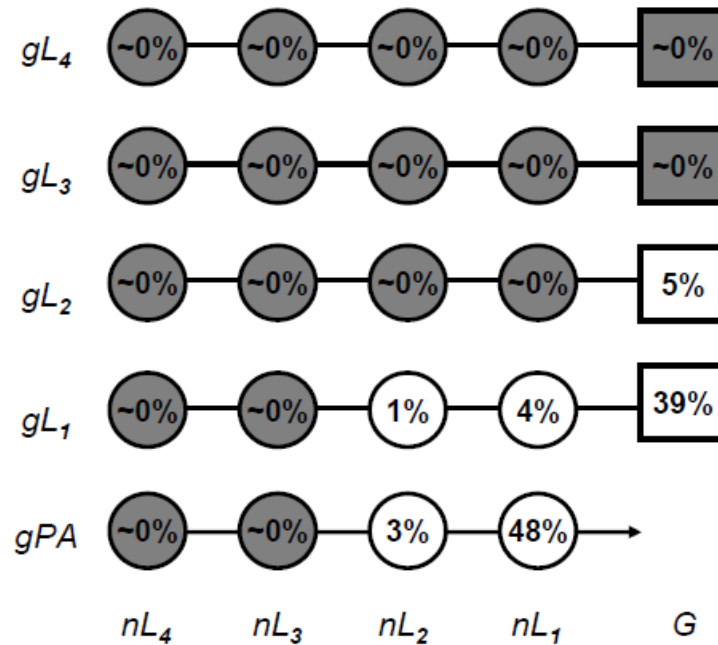 gL₄ ~0% ~0% ~0% ~0% ~0%
gL₃ ~0% ~0% ~0% ~0% ~0%
gL₂ ~0% ~0% ~0% ~0% 5%
gL₁ ~0% ~0% 1% 4% 39%
gPA ~0% ~0% 3% 48%
nL₄ nL₃ nL₂ nL₁ G